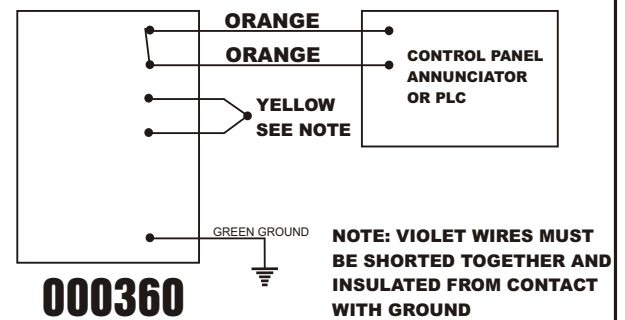 ORANGE
ORANGE
CONTROL PANEL
ANNUNCIATOR
OR PLC
YELLOW
SEE NOTE
GREEN GROUND
NOTE: VIOLET WIRES MUST
BE SHORTED TOGETHER AND
INSULATED FROM CONTACT
WITH GROUND
000360